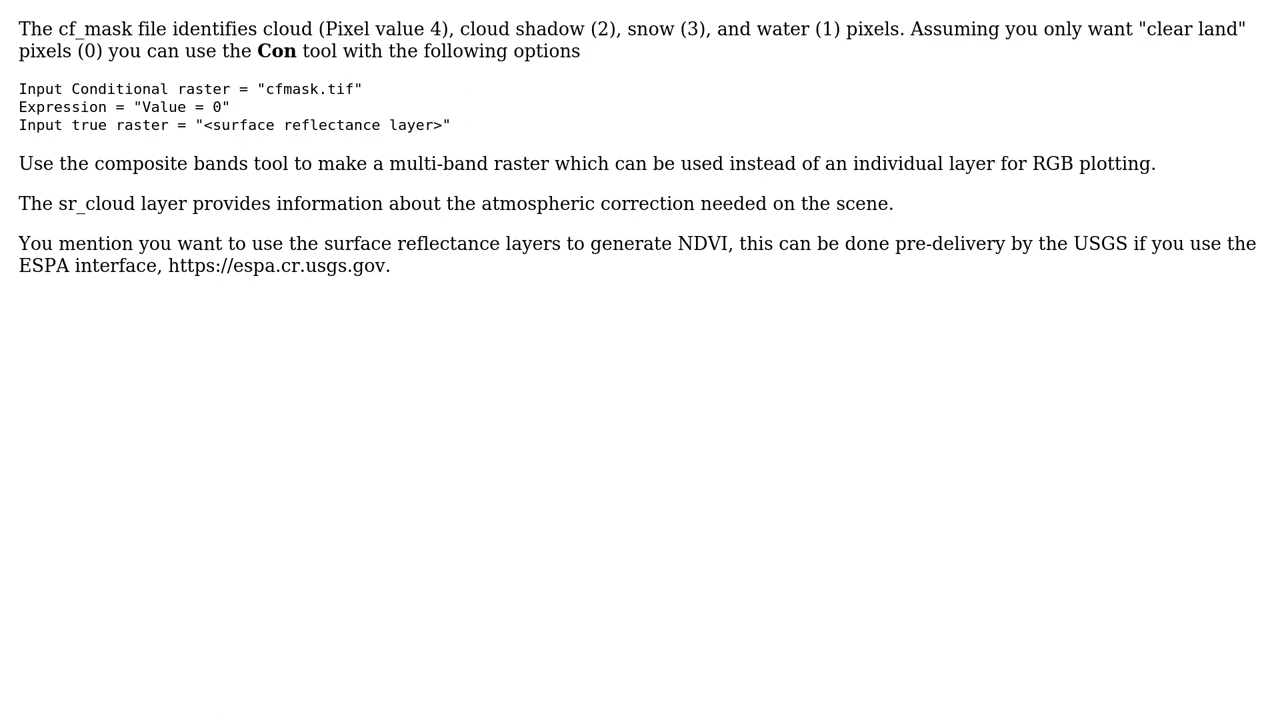 The cf_mask file identifies cloud (Pixel value 4), cloud shadow (2), snow (3), and water (1) pixels. Assuming you only want "clear land"
pixels (0) you can use the Con tool with the following options
Input Conditional raster = "cfmask.tif"
Expression = "Value = 0"
Input true raster = "<surface reflectance layer>"
Use the composite bands tool to make a multi-band raster which can be used instead of an individual layer for RGB plotting.
The sr_cloud layer provides information about the atmospheric correction needed on the scene.
You mention you want to use the surface reflectance layers to generate NDVI, this can be done pre-delivery by the USGS if you use the
ESPA interface, https://espa.cr.usgs.gov.